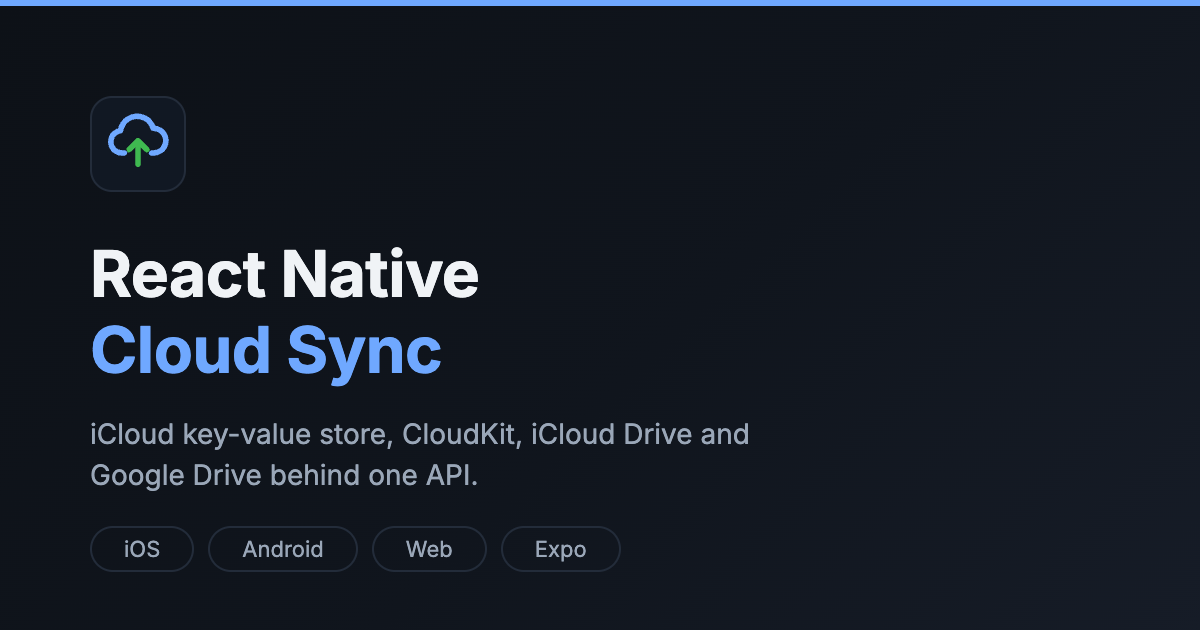 React Native
Cloud Sync
iCloud key-value store, CloudKit, iCloud Drive and
Google Drive behind one API.
iOS Android Web Expo